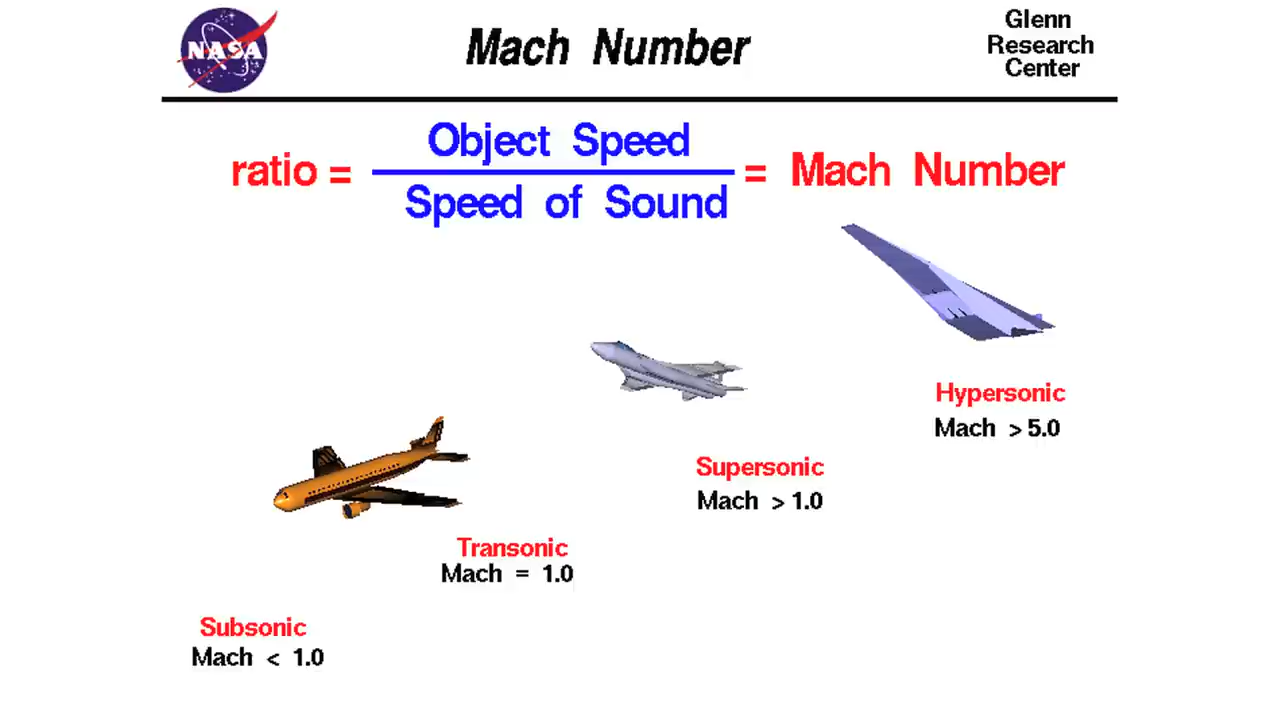 NASA
Mach Number
Glenn
Research
Center
ratio = Object Speed = Mach Number
Speed of Sound
Hypersonic
Mach > 5.0
Supersonic
Mach > 1.0
Transonic
Mach = 1.0
Subsonic
Mach < 1.0